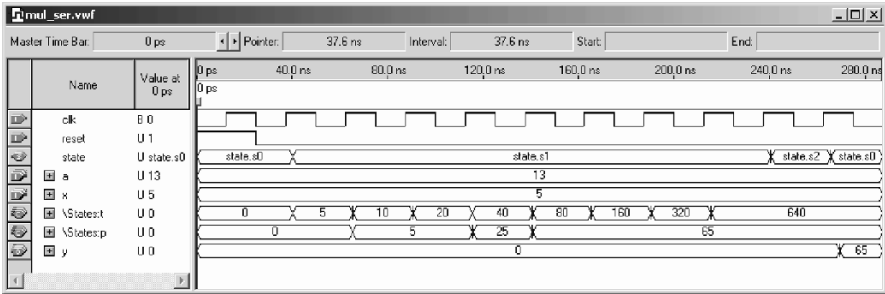 mul_ser.vwf
Master Time Bar: 0 ps Pointer: 37.6 ns Interval: 37.6 ns Start: End:
Name Value at 0 ps 0 ps 40.0 ns 80.0 ns 120.0 ns 160.0 ns 200.0 ns 240.0 ns 280.0 ns
0 ps
clk B 0
reset U 1
state U state.s0 state.s0 state.s1 state.s2 state.s0
a U 13 13
x U 5 5
\States:t U 0 0 5 10 20 40 80 160 320 640
\States:p U 0 0 5 25 65
y U 0 0 65